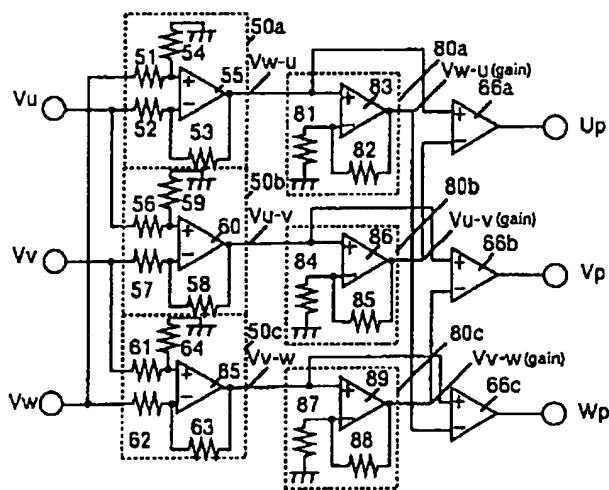 50a
54
51
55
Vw-u
80a
83
Vw-u(gain)
66a
Vu
52
53
81
82
Up
50b
59
56
60
Vu-v
80b
86
Vu-v(gain)
66b
Vv
57
58
84
85
Vp
50c
64
61
65
Vv-w
80c
89
Vv-w(gain)
66c
Vw
62
63
87
88
Wp